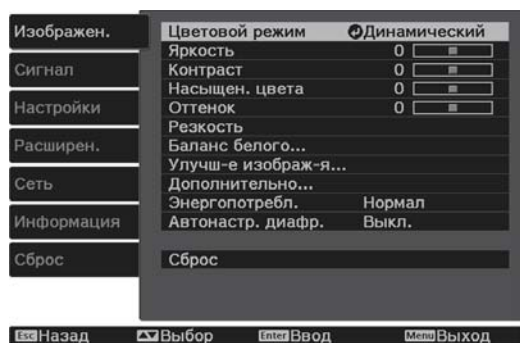 Изображен.
Сигнал
Настройки
Расширен.
Сеть
Информация
Сброс
Цветовой режим Динамический
Яркость 0
Контраст 0
Насыщен. цвета 0
Оттенок 0
Резкость
Баланс белого...
Улучш-е изображ-я...
Дополнительно...
Энергопотребл. Нормал
Автонастр. диафр. Выкл.
Сброс
Esc Назад Выбор Enter Ввод Menu Выход